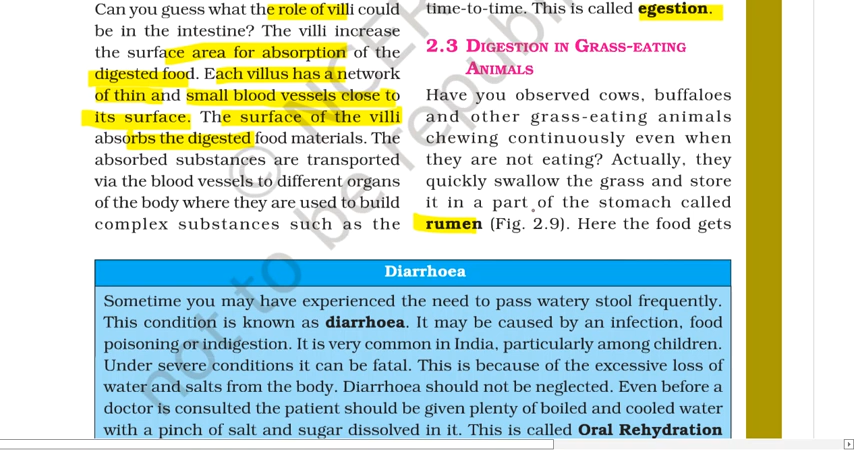 Can you guess what the role of villi could
be in the intestine? The villi increase
the surface area for absorption of the
digested food. Each villus has a network
of thin and small blood vessels close to
its surface. The surface of the villi
absorbs the digested food materials. The
absorbed substances are transported
via the blood vessels to different organs
of the body where they are used to build
complex substances such as the
time-to-time. This is called egestion.
2.3 DIGESTION IN GRASS-EATING
ANIMALS
Have you observed cows, buffaloes
and other grass-eating animals
chewing continuously even when
they are not eating? Actually, they
quickly swallow the grass and store
it in a part of the stomach called
rumen (Fig. 2.9). Here the food gets
Diarrhoea
Sometime you may have experienced the need to pass watery stool frequently.
This condition is known as diarrhoea. It may be caused by an infection, food
poisoning or indigestion. It is very common in India, particularly among children.
Under severe conditions it can be fatal. This is because of the excessive loss of
water and salts from the body. Diarrhoea should not be neglected. Even before a
doctor is consulted the patient should be given plenty of boiled and cooled water
with a pinch of salt and sugar dissolved in it. This is called Oral Rehydration
© NCER
not to be republi